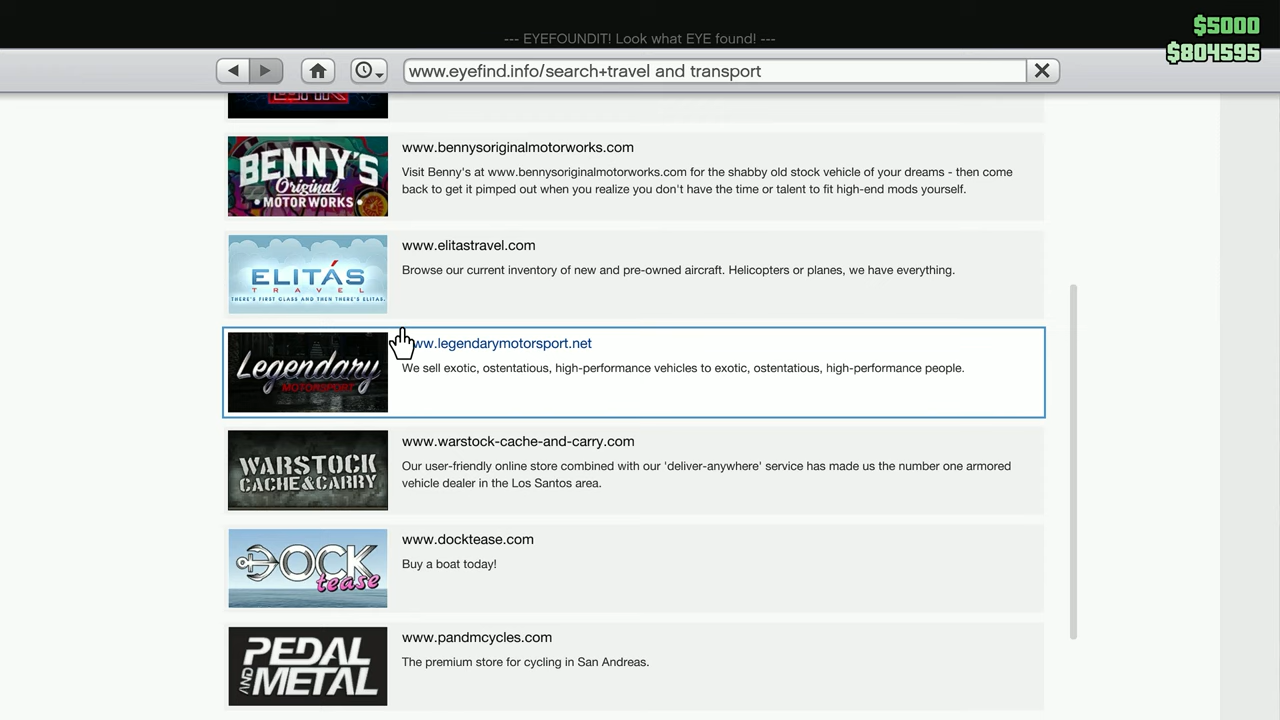 --- EYEFOUNDIT! Look what EYE found! ---
$5000
$804595
www.eyefind.info/search+travel and transport
BENNY'S
Original
MOTOR WORKS
www.bennysoriginalmotorworks.com
Visit Benny's at www.bennysoriginalmotorworks.com for the shabby old stock vehicle of your dreams - then come
back to get it pimped out when you realize you don't have the time or talent to fit high-end mods yourself.
ELITÁS
TRAVEL
THERE'S FIRST CLASS AND THEN THERE'S ELITAS.
www.elitastravel.com
Browse our current inventory of new and pre-owned aircraft. Helicopters or planes, we have everything.
Legendary
MOTORSPORT
ww.legendarymotorsport.net
We sell exotic, ostentatious, high-performance vehicles to exotic, ostentatious, high-performance people.
WARSTOCK
CACHE&CARRY
www.warstock-cache-and-carry.com
Our user-friendly online store combined with our 'deliver-anywhere' service has made us the number one armored
vehicle dealer in the Los Santos area.
DOCK
tease
www.docktease.com
Buy a boat today!
PEDAL
AND METAL
www.pandmcycles.com
The premium store for cycling in San Andreas.